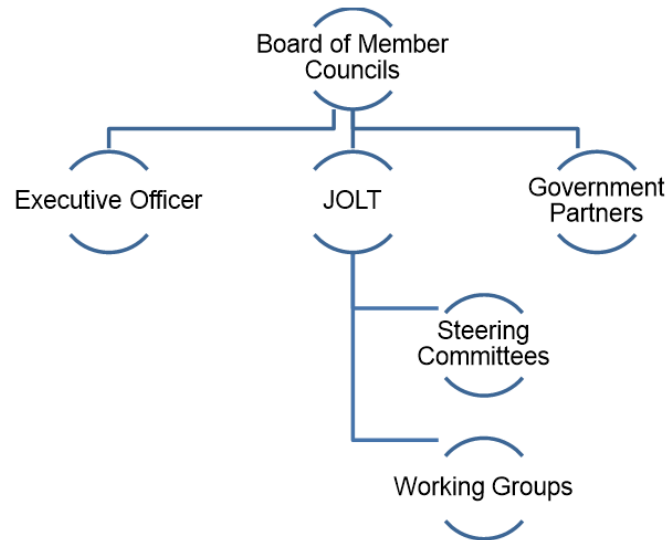 Board of Member
Councils
Executive Officer
JOLT
Government
Partners
Steering
Committees
Working Groups